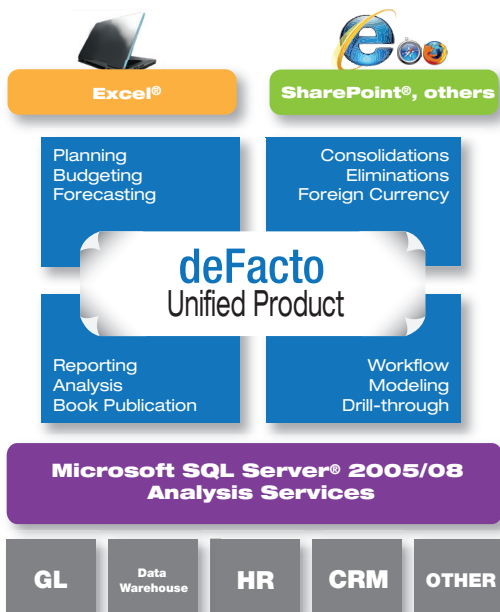 Excel®
SharePoint®, others
Planning
Budgeting
Forecasting
Consolidations
Eliminations
Foreign Currency
deFacto
Unified Product
Reporting
Analysis
Book Publication
Workflow
Modeling
Drill-through
Microsoft SQL Server® 2005/08
Analysis Services
GL
Data
Warehouse
HR
CRM
OTHER